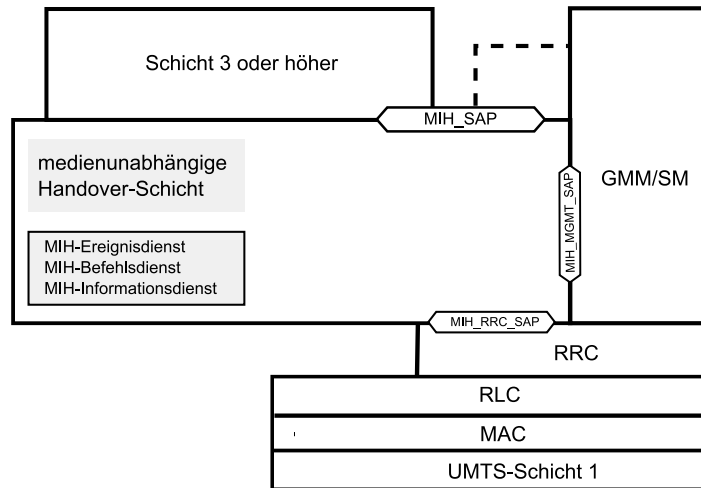 Schicht 3 oder höher
MIH_SAP
medienunabhängige
Handover-Schicht
GMM/SM
MIH_MGMT_SAP
MIH-Ereignisdienst
MIH-Befehlsdienst
MIH-Informationsdienst
MIH_RRC_SAP
RRC
RLC
MAC
UMTS-Schicht 1